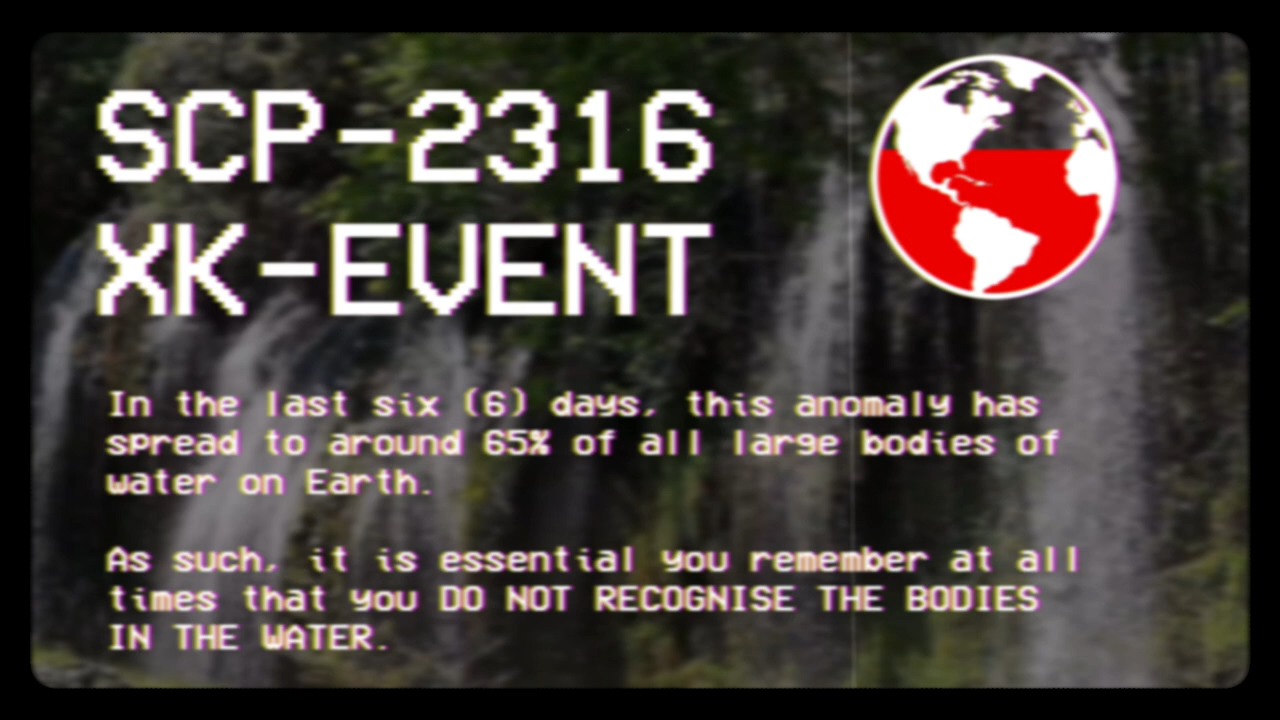 SCP-2316
XK-EVENT
In the last six (6) days, this anomaly has
spread to around 65% of all large bodies of
water on Earth.
As such, it is essential you remember at all
times that you DO NOT RECOGNISE THE BODIES
IN THE WATER.